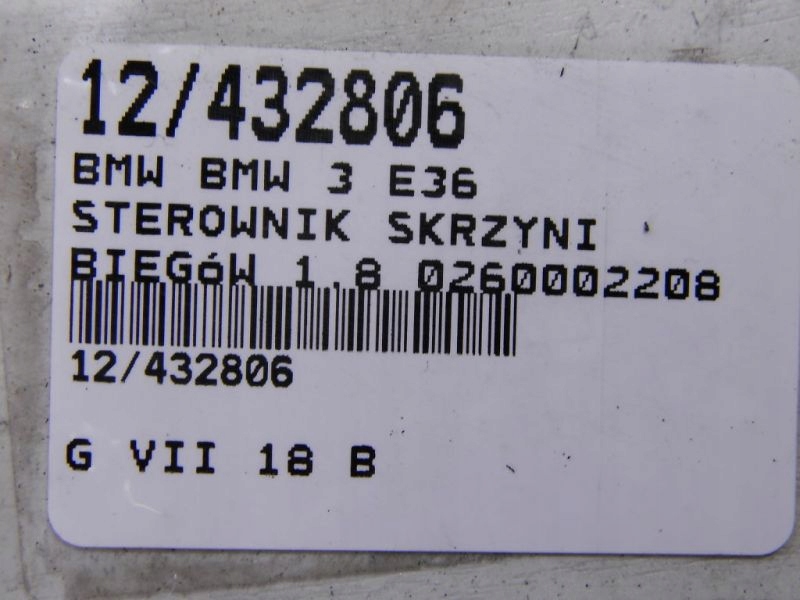 12/432806
BMW BMW 3 E36
STEROWNIK SKRZYNI
BIEGóW 1.8 0260002208
12/432806
G VII 18 B